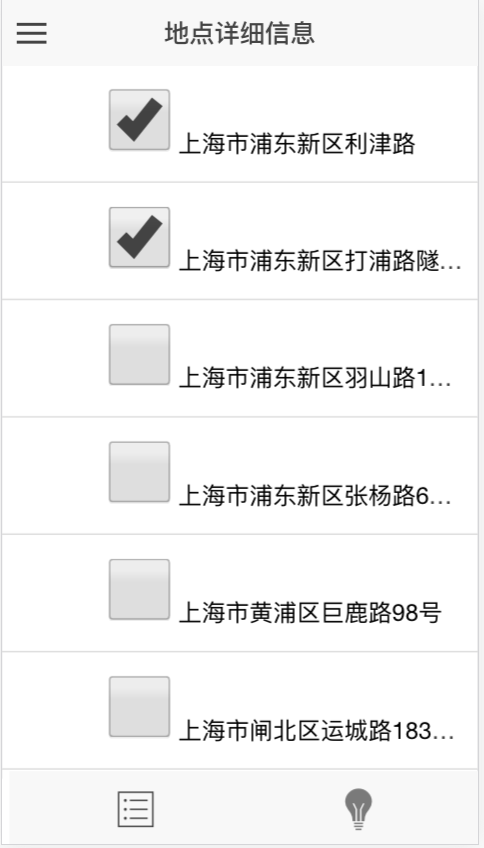 地点详细信息
上海市浦东新区利津路
上海市浦东新区打浦路隧…
上海市浦东新区羽山路1…
上海市浦东新区张杨路6…
上海市黄浦区巨鹿路98号
上海市闸北区运城路183…